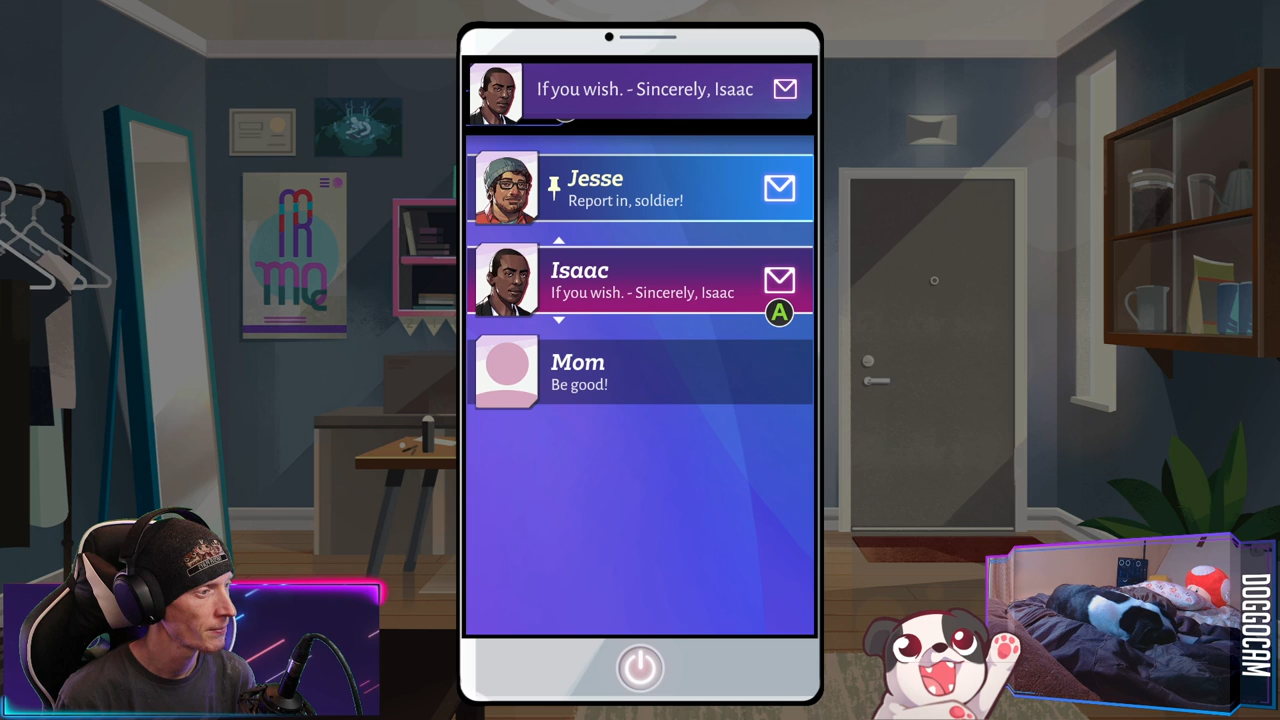 If you wish. - Sincerely, Isaac
Jesse
Report in, soldier!
Isaac
If you wish. - Sincerely, Isaac
A
Mom
Be good!
DOGGOCAM